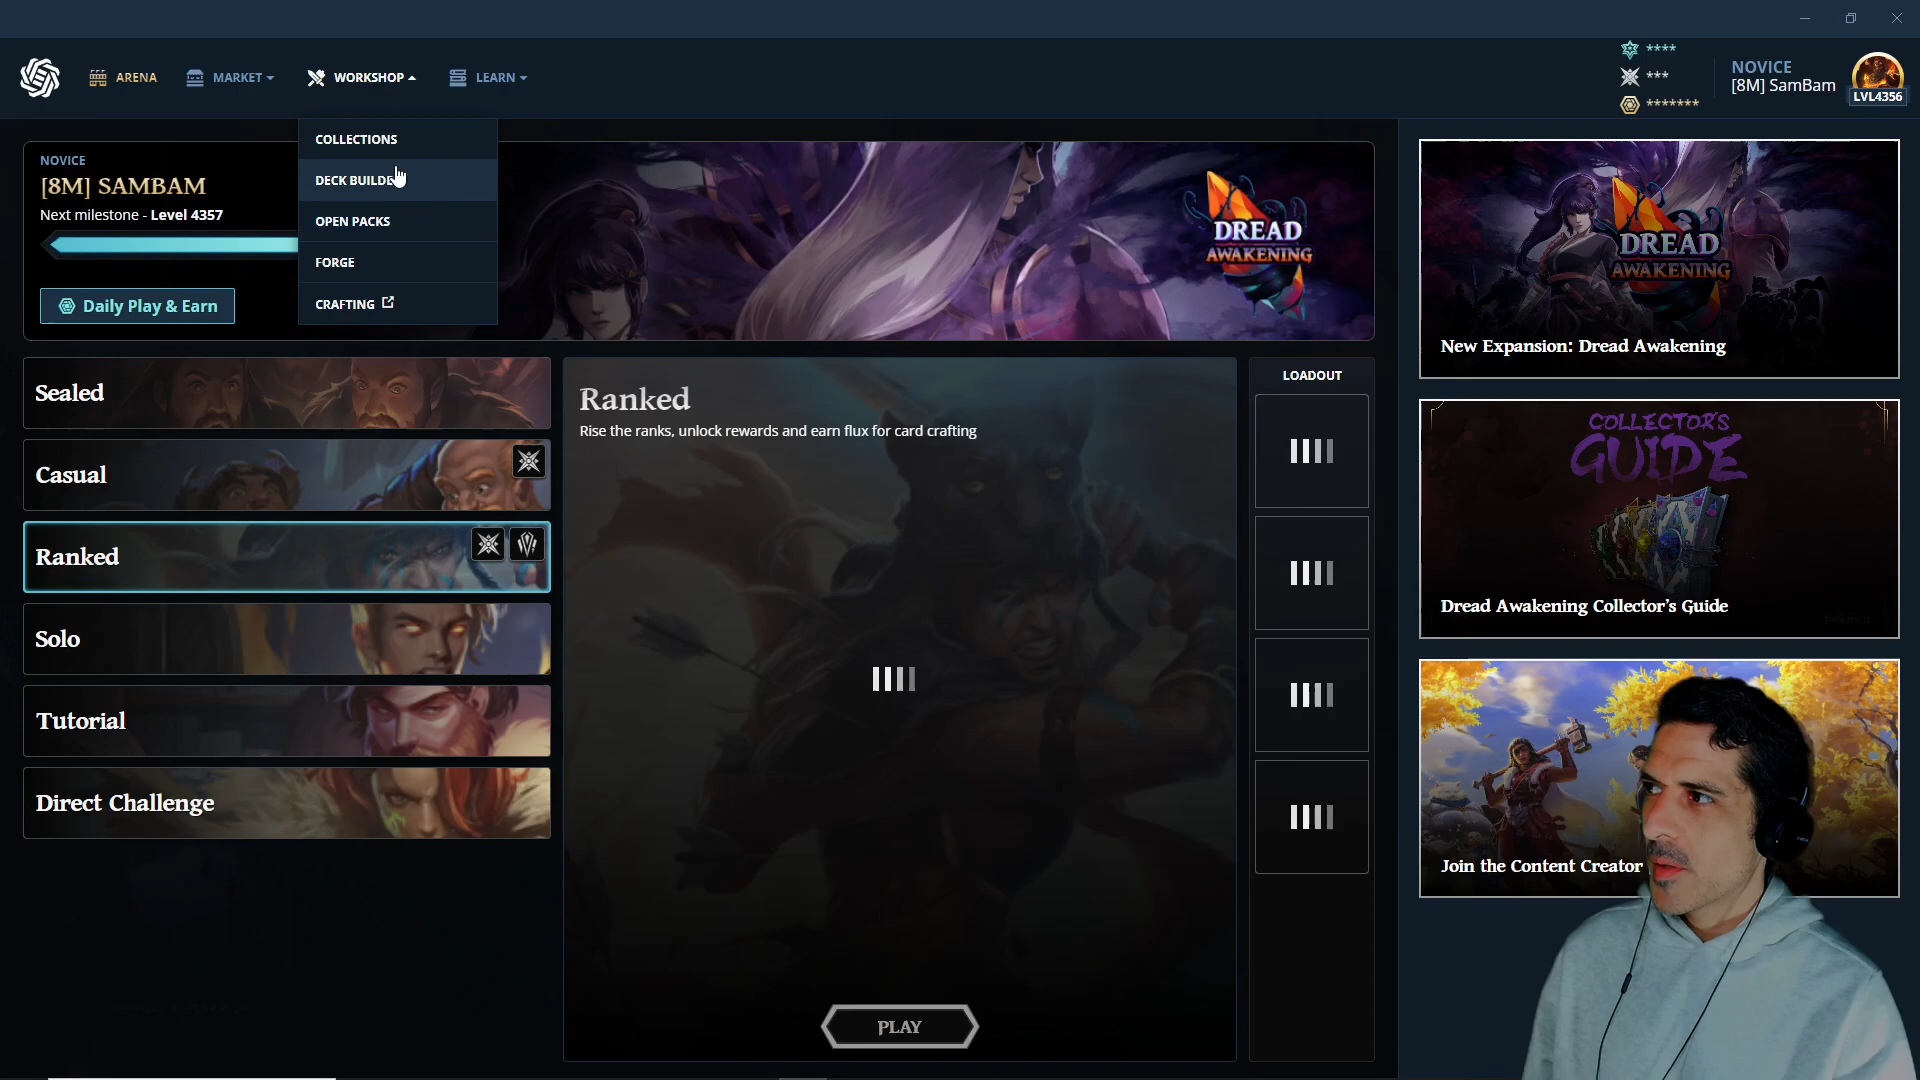 ARENA
MARKET
WORKSHOP
LEARN
****
***
*******
NOVICE
[8M] SamBam
LVL4356
COLLECTIONS
DECK BUILDE
OPEN PACKS
FORGE
CRAFTING
NOVICE
[8M] SAMBAM
Next milestone - Level 4357
Daily Play & Earn
DREAD
AWAKENING
Sealed
Casual
Ranked
Solo
Tutorial
Direct Challenge
Ranked
Rise the ranks, unlock rewards and earn flux for card crafting
PLAY
LOADOUT
DREAD
AWAKENING
New Expansion: Dread Awakening
COLLECTOR'S
GUIDE
Dread Awakening Collector's Guide
Join the Content Creator